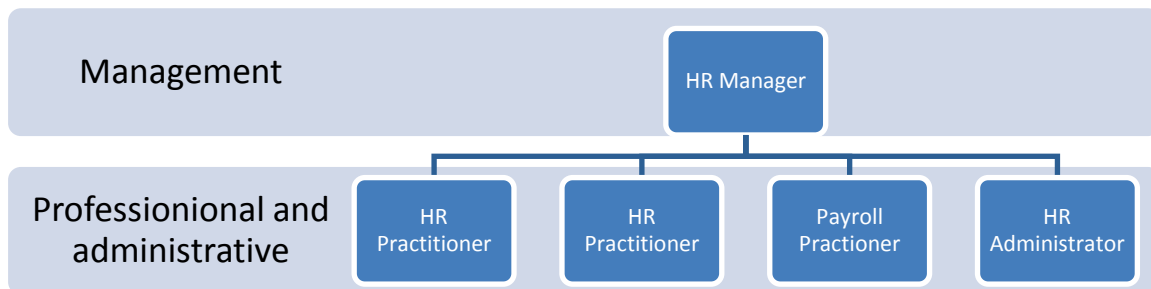 Management
HR Manager
Professionional and
administrative
HR
Practitioner
HR
Practitioner
Payroll
Practioner
HR
Administrator